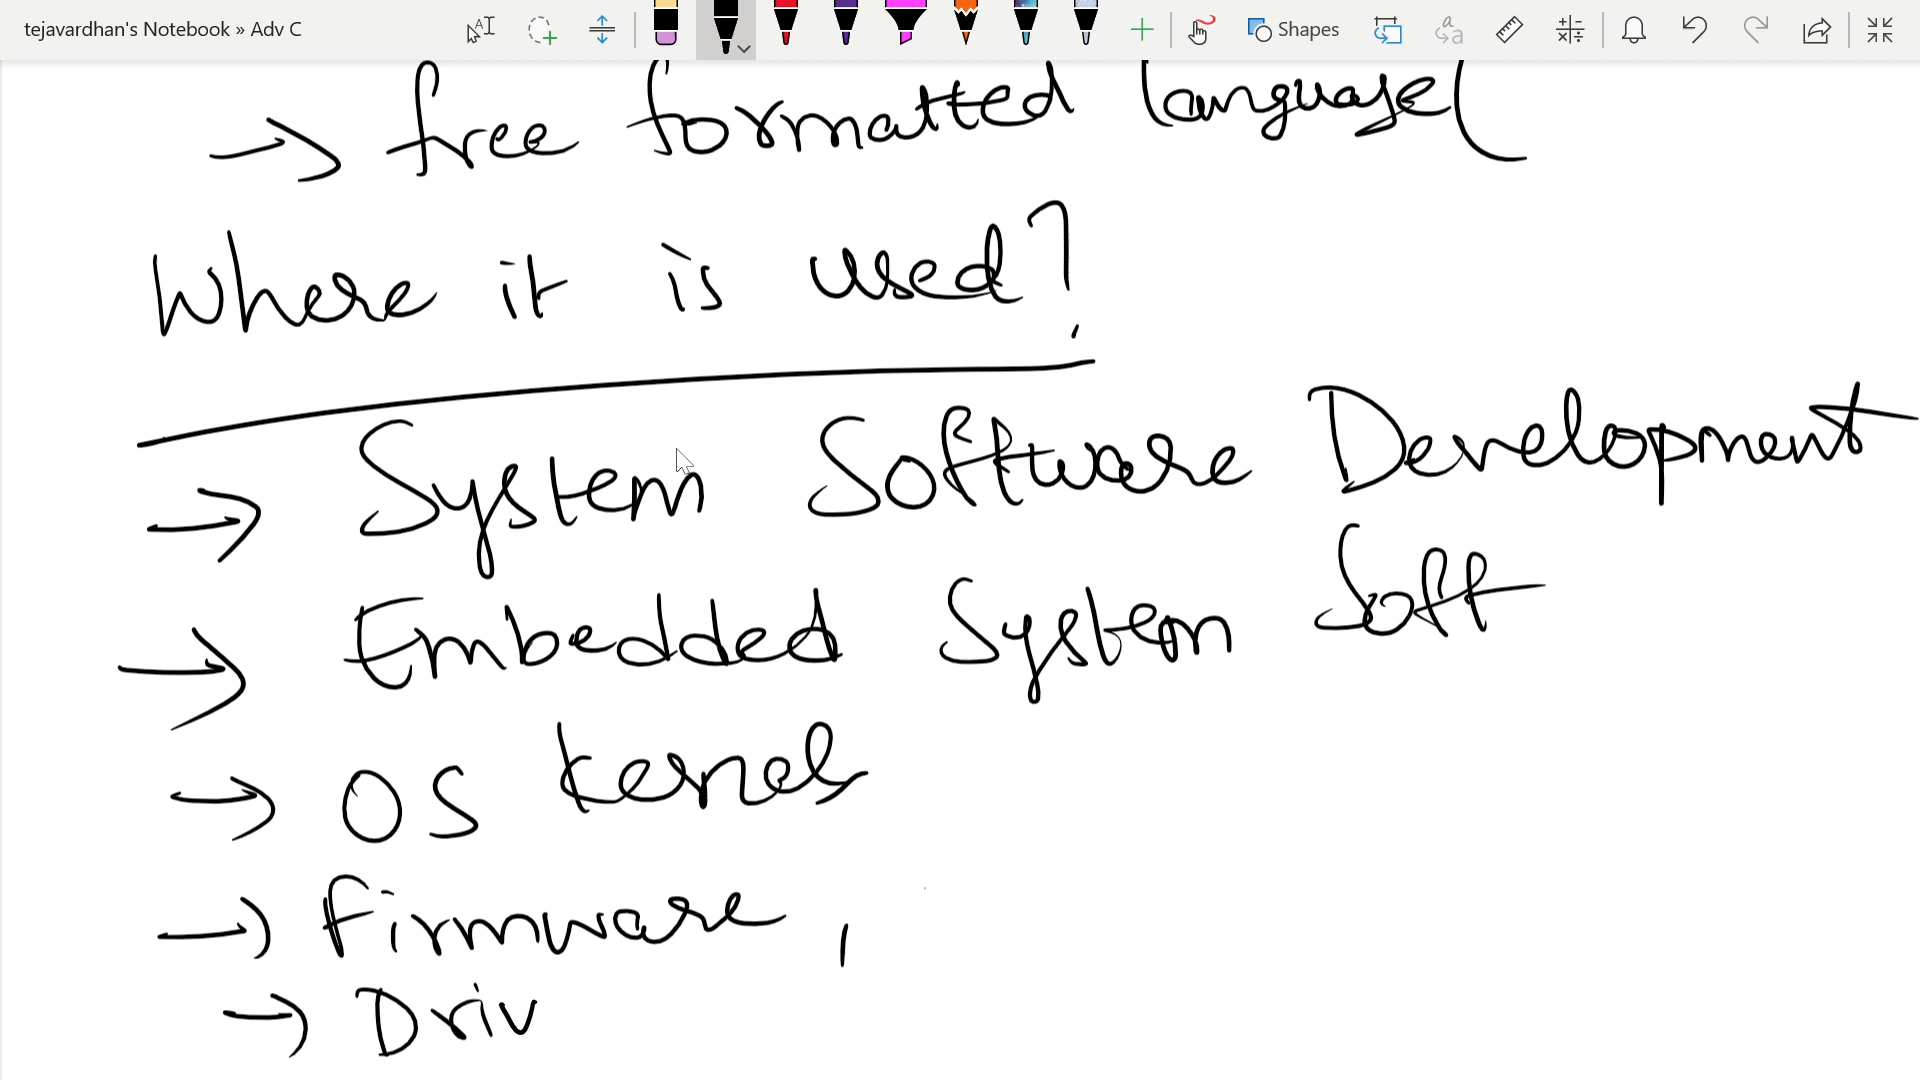 tejavardhan's Notebook » Adv C
Shapes
→ free formatted language(
Where it is used?
→ System Software Development
→ Embedded System Soft
→ OS kernel
→ Firmware,
→ Driv